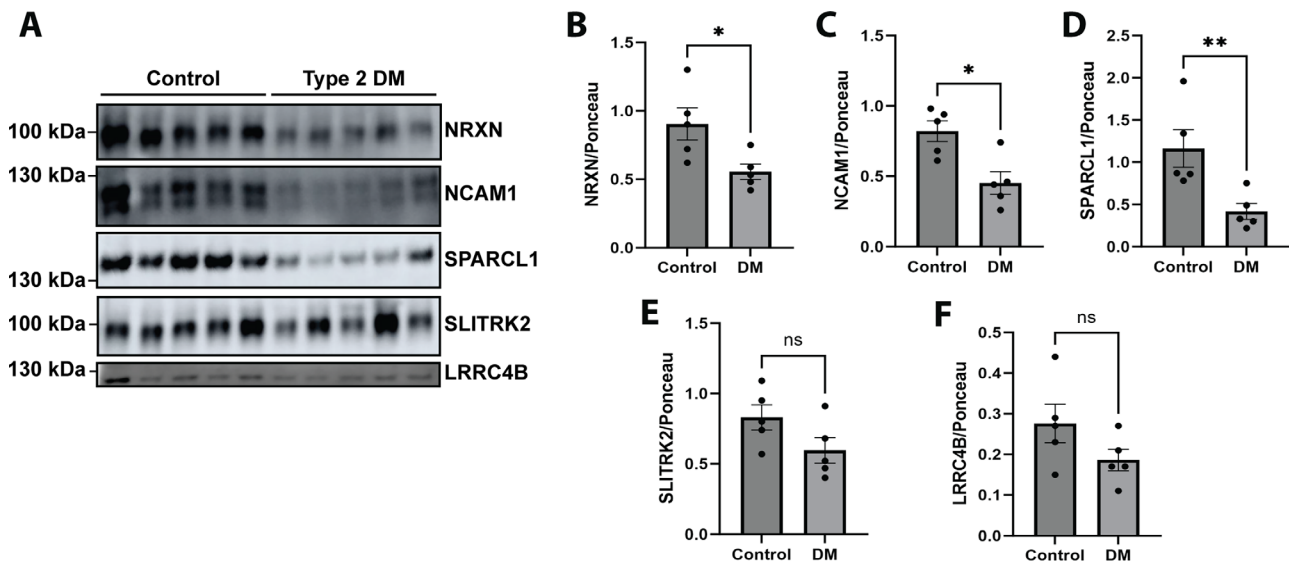 A
Control Type 2 DM
100 kDa NRXN
130 kDa NCAM1
SPARCL1
130 kDa
100 kDa SLITRK2
130 kDa LRRC4B
B
*
NRXN/Ponceau
1.5
1.0
0.5
0.0
Control DM
C
*
NCAM1/Ponceau
1.5
1.0
0.5
0.0
Control DM
D
**
SPARCL1/Ponceau
2.5
2.0
1.5
1.0
0.5
0.0
Control DM
E
ns
SLITRK2/Ponceau
1.5
1.0
0.5
0.0
Control DM
F
ns
LRRC4B/Ponceau
0.5
0.4
0.3
0.2
0.1
0.0
Control DM